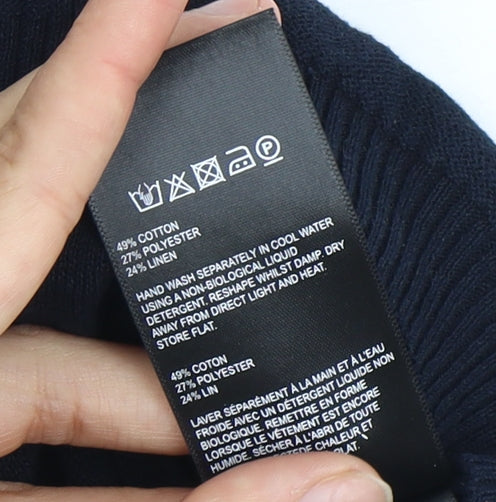 P
49% COTTON
27% POLYESTER
24% LINEN
HAND WASH SEPARATELY IN COOL WATER
USING A NON-BIOLOGICAL LIQUID
DETERGENT. RESHAPE WHILST DAMP. DRY
AWAY FROM DIRECT LIGHT AND HEAT.
STORE FLAT.
49% COTON
27% POLYESTER
24% LIN
LAVER SÉPARÉMENT À LA MAIN ET À L'EAU
FROIDE AVEC UN DÉTERGENT LIQUIDE NON
BIOLOGIQUE. REMETTRE EN FORME
LORSQUE LE VÊTEMENT EST ENCORE
HUMIDE. SÉCHER À L'ABRI DE TOUTE
DE CHALEUR ET